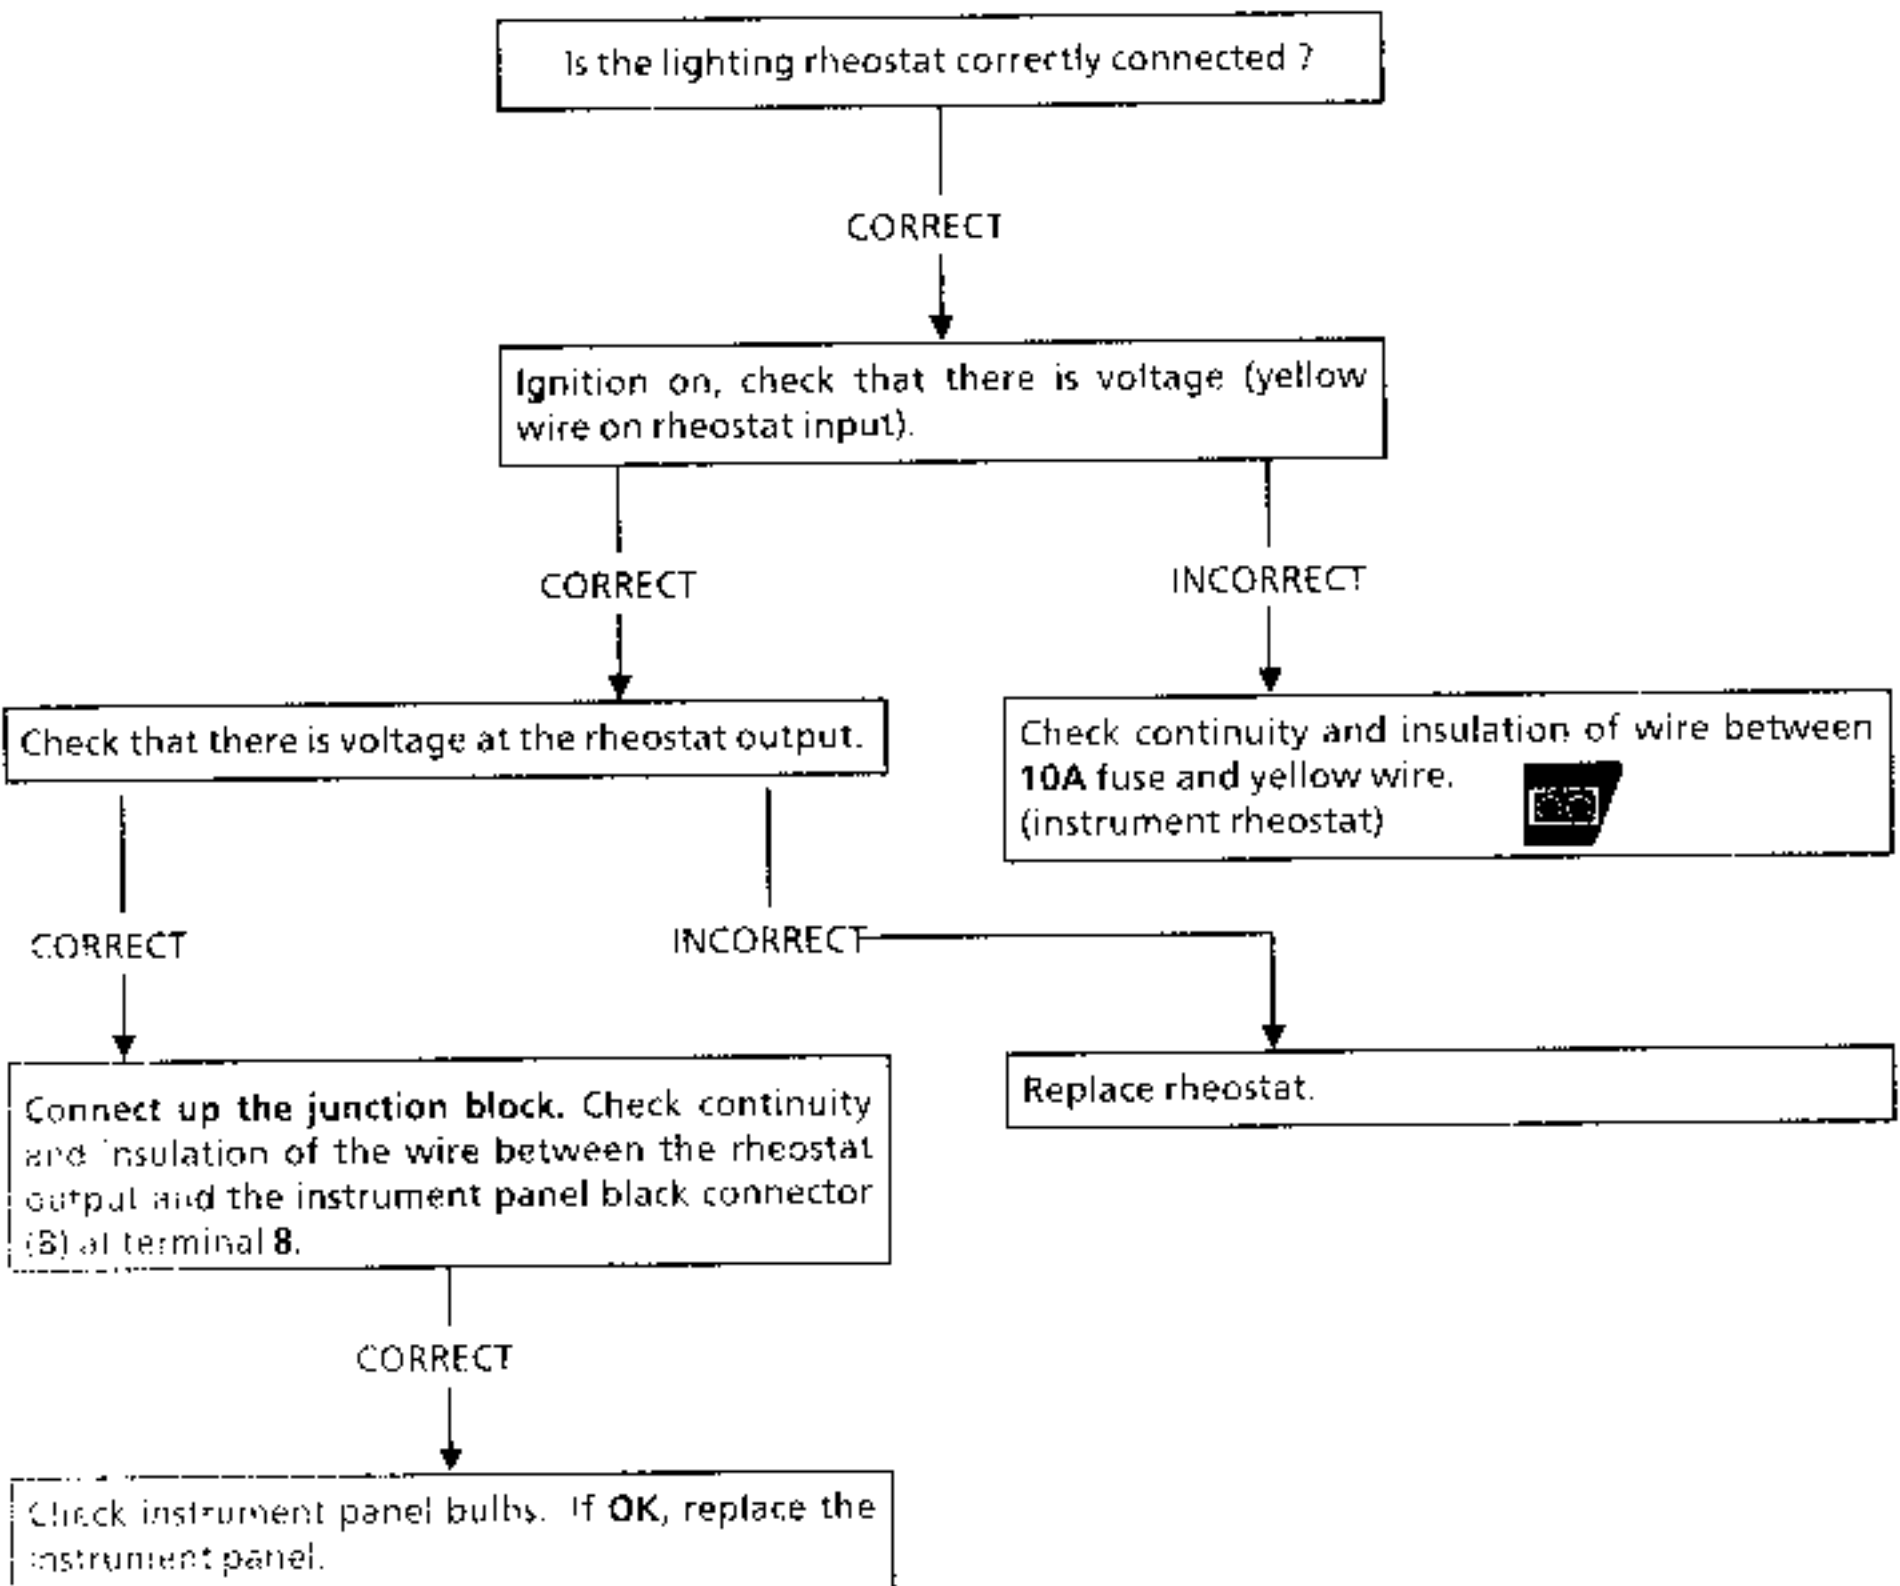 Is the lighting rheostat correctly connected ?
CORRECT
Ignition on, check that there is voltage (yellow
wire on rheostat input).
CORRECT
INCORRECT
Check that there is voltage at the rheostat output.
Check continuity and insulation of wire between
10A fuse and yellow wire.
(instrument rheostat)
CORRECT
INCORRECT
Connect up the junction block. Check continuity
and insulation of the wire between the rheostat
output and the instrument panel black connector
(B) at terminal 8.
Replace rheostat.
CORRECT
Check instrument panel bulbs. If OK, replace the
instrument panel.